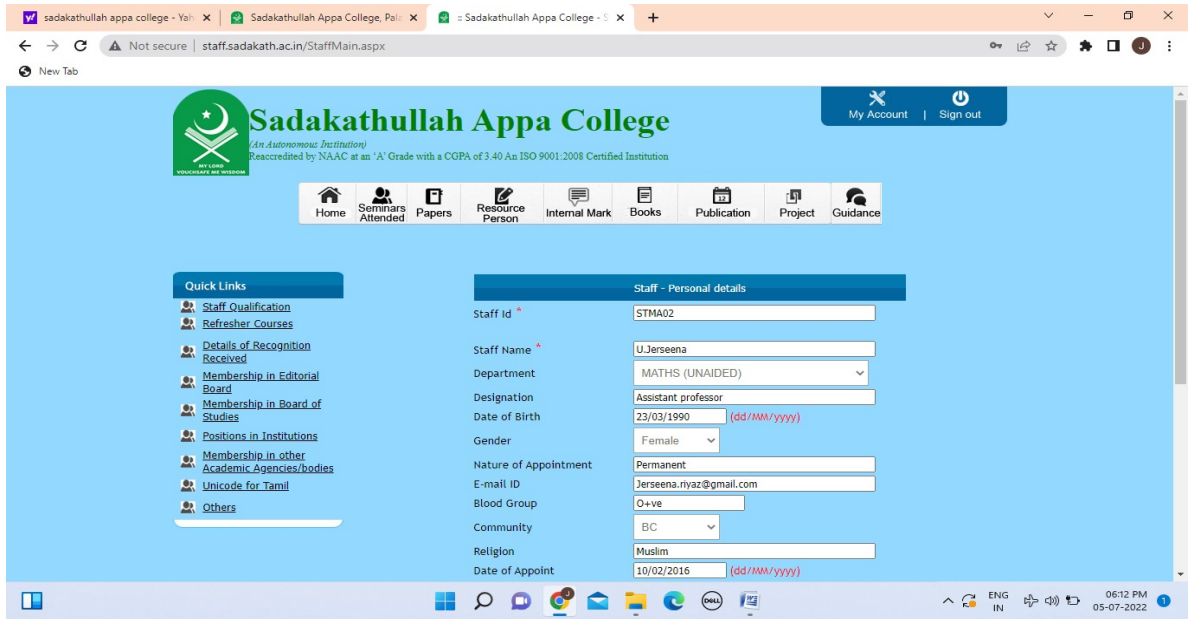 sadakathullah appa college - Yah
Sadakathullah Appa College, Pala
:: Sadakathullah Appa College - S
Not secure | staff.sadakath.ac.in/StaffMain.aspx
J
New Tab
My Account | Sign out
Sadakathullah Appa College
(An Autonomous Institution)
Reaccredited by NAAC at an 'A' Grade with a CGPA of 3.40 An ISO 9001:2008 Certified Institution
MY LORD
VOUCHSAFE ME WISDOM
Home
Seminars Attended
Papers
Resource Person
Internal Mark
Books
12
Publication
Project
Guidance
Quick Links
Staff Qualification
Refresher Courses
Details of Recognition
Received
Membership in Editorial
Board
Membership in Board of
Studies
Positions in Institutions
Membership in other
Academic Agencies/bodies
Unicode for Tamil
Others
Staff - Personal details
Staff Id * STMA02
Staff Name * U.Jerseena
Department MATHS (UNAIDED)
Designation Assistant professor
Date of Birth 23/03/1990 (dd/MM/yyyy)
Gender Female
Nature of Appointment Permanent
E-mail ID Jerseena.riyaz@gmail.com
Blood Group O+ve
Community BC
Religion Muslim
Date of Appoint 10/02/2016 (dd/MM/yyyy)
DELL
ENG
IN
06:12 PM
05-07-2022
1